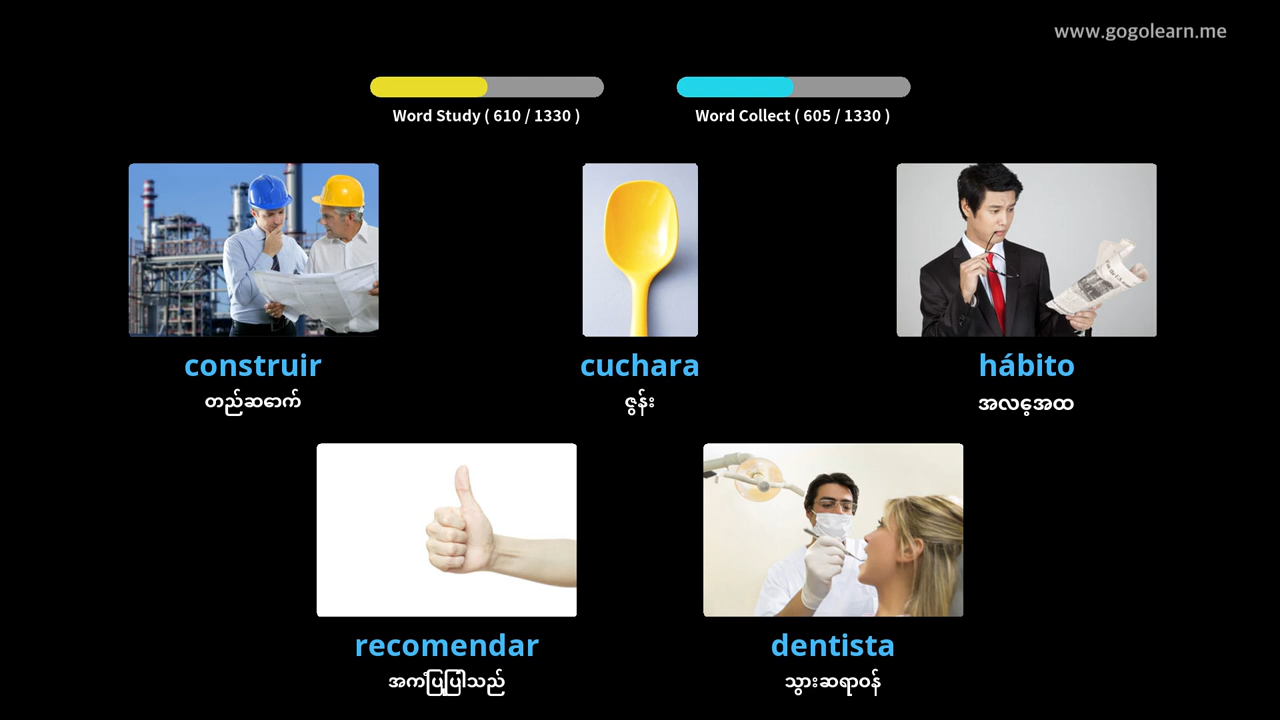 www.gogolearn.me
Word Study ( 610 / 1330 )
Word Collect ( 605 / 1330 )
construir
cuchara
hábito
တည်ဆောက်
ဇွန်း
အလေ့အထ
recomendar
dentista
အကံပြုပြါသည်
သွားဆရာဝန်